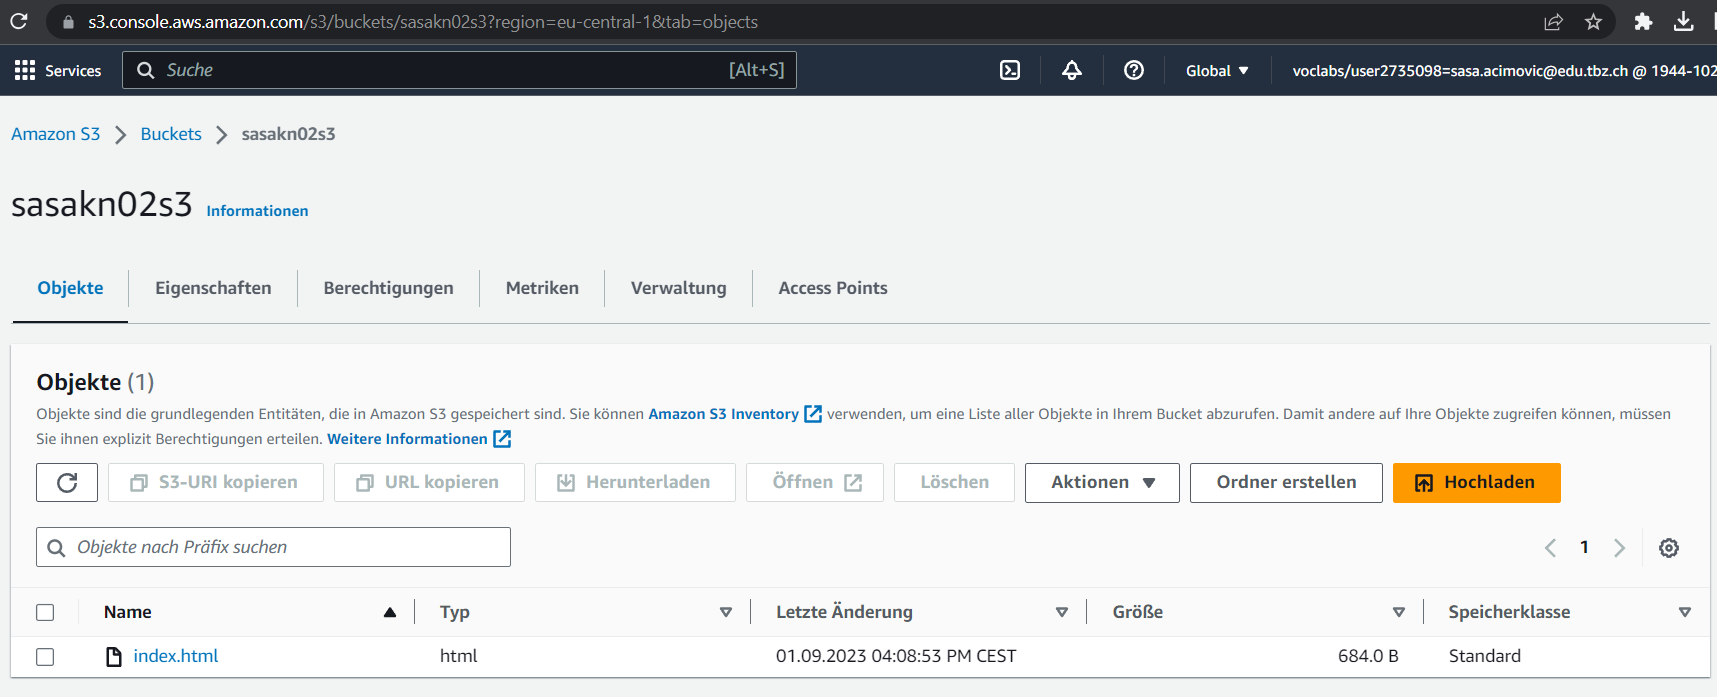 s3.console.aws.amazon.com/s3/buckets/sasakn02s3?region=eu-central-1&tab=objects
Services Suche [Alt+S] Global voclabs/user2735098=sasa.acimovic@edu.tbz.ch @ 1944-102
Amazon S3 Buckets sasakn02s3
sasakn02s3 Informationen
Objekte Eigenschaften Berechtigungen Metriken Verwaltung Access Points
Objekte (1)
Objekte sind die grundlegenden Entitäten, die in Amazon S3 gespeichert sind. Sie können Amazon S3 Inventory verwenden, um eine Liste aller Objekte in Ihrem Bucket abzurufen. Damit andere auf Ihre Objekte zugreifen können, müssen
Sie ihnen explizit Berechtigungen erteilen. Weitere Informationen
S3-URI kopieren URL kopieren Herunterladen Öffnen Löschen Aktionen Ordner erstellen Hochladen
Objekte nach Präfix suchen 1
Name Typ Letzte Änderung Größe Speicherklasse
index.html html 01.09.2023 04:08:53 PM CEST 684.0 B Standard